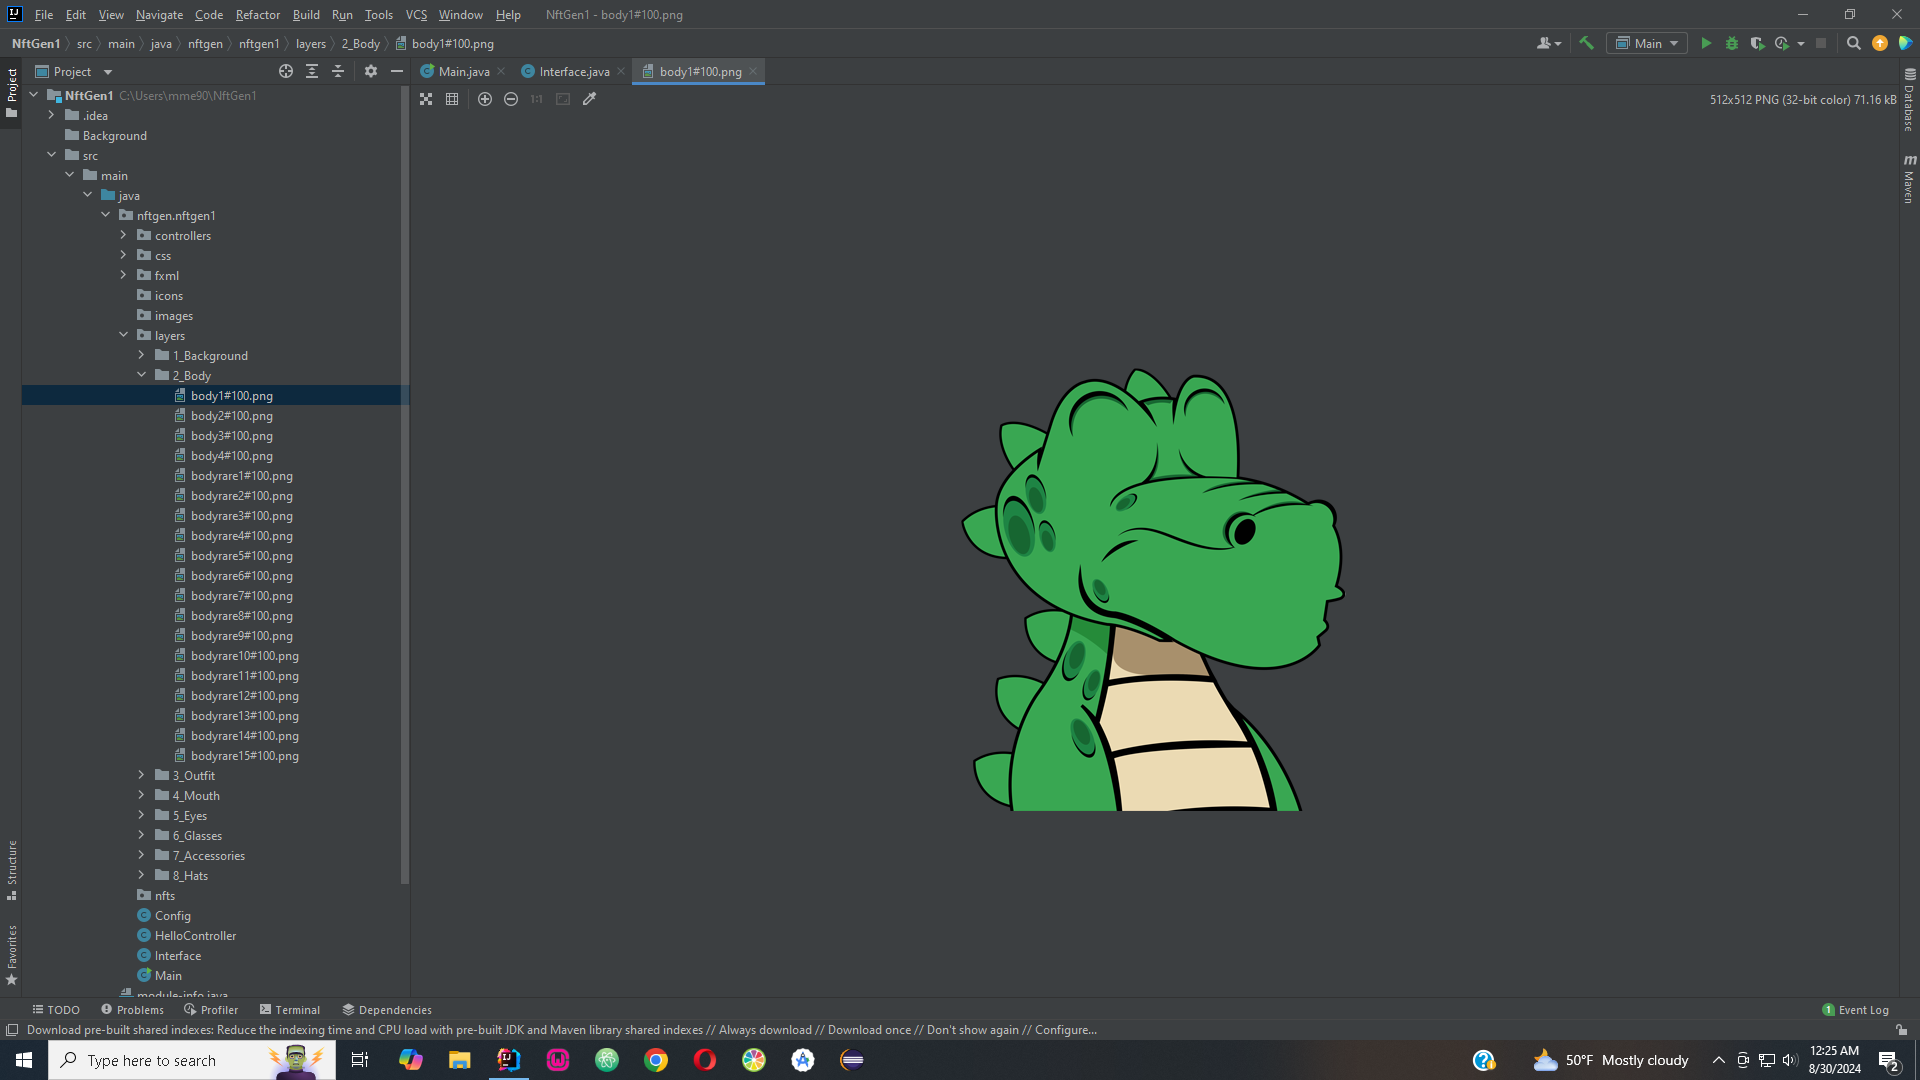 File Edit View Navigate Code Refactor Build Run Tools VCS Window Help NftGen1 - body1#100.png
NftGen1 src main java nftgen nftgen1 layers 2_Body body1#100.png Main
Project
Project
Main.java Interface.java body1#100.png
1:1
512x512 PNG (32-bit color) 71.16 kB
NftGen1 C:\Users\mme90\NftGen1
.idea
Background
src
main
java
nftgen.nftgen1
controllers
css
fxml
icons
images
layers
1_Background
2_Body
body1#100.png
body2#100.png
body3#100.png
body4#100.png
bodyrare1#100.png
bodyrare2#100.png
bodyrare3#100.png
bodyrare4#100.png
bodyrare5#100.png
bodyrare6#100.png
bodyrare7#100.png
bodyrare8#100.png
bodyrare9#100.png
bodyrare10#100.png
bodyrare11#100.png
bodyrare12#100.png
bodyrare13#100.png
bodyrare14#100.png
bodyrare15#100.png
3_Outfit
4_Mouth
5_Eyes
6_Glasses
7_Accessories
8_Hats
nfts
Config
HelloController
Interface
Main
module-info.java
Structure
Favorites
Database
m Maven
TODO Problems Profiler Terminal Dependencies 1 Event Log
Download pre-built shared indexes: Reduce the indexing time and CPU load with pre-built JDK and Maven library shared indexes // Always download // Download once // Don't show again // Configure...
Type here to search
50°F Mostly cloudy
12:25 AM
8/30/2024
2